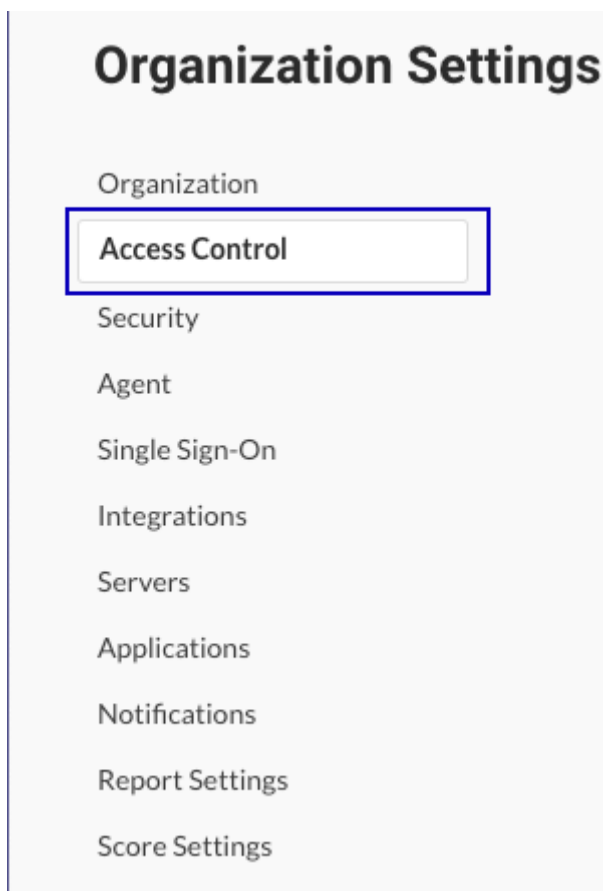 Organization Settings
Organization
Access Control
Security
Agent
Single Sign-On
Integrations
Servers
Applications
Notifications
Report Settings
Score Settings